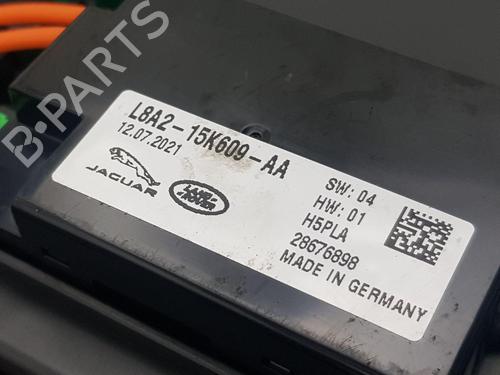 B-PARTS
L8A2-15K609-AA
12.07.2021
JAGUAR
LAND-
ROVER
SW: 04
HW: 01
H5PLA
28676898
MADE IN GERMANY